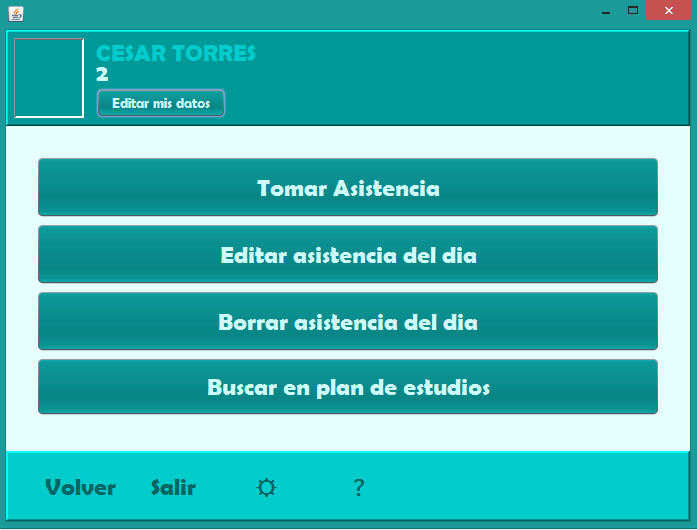 CESAR TORRES
2
Editar mis datos
Tomar Asistencia
Editar asistencia del dia
Borrar asistencia del dia
Buscar en plan de estudios
Volver Salir ☼ ?